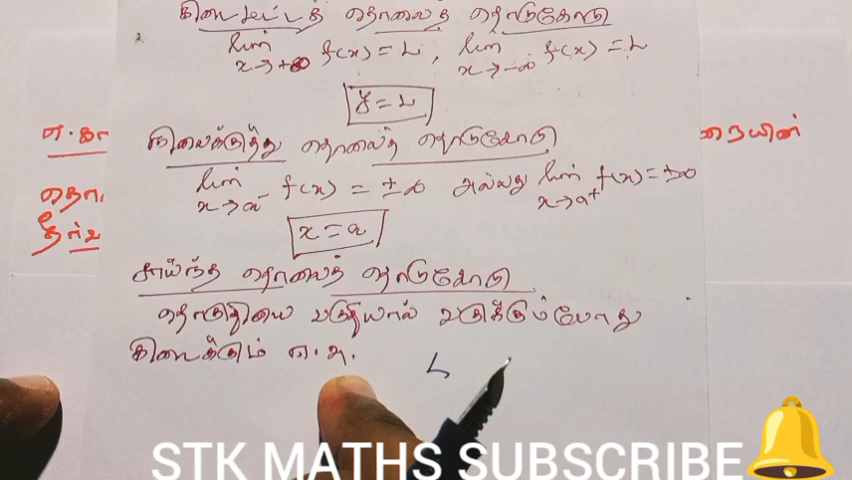 கிடைமட்டத் தொலைத் தொடுகோடு
lim x→+∞ f(x) = L, lim x→−∞ f(x) = L
y = L
எ.கா
நிலைக்குத்து தொலைத் தொடுகோடு
ரையின்
lim x→a⁻ f(x) = ±∞ அல்லது lim x→a⁺ f(x) = ±∞
தொ
தீர்வு
x = a
சாய்ந்த தொலைத் தொடுகோடு
தொகுதியை பகுதியால் வகுக்கும்போது
கிடைக்கும் ஈ.வு.
STK MATHS SUBSCRIBE